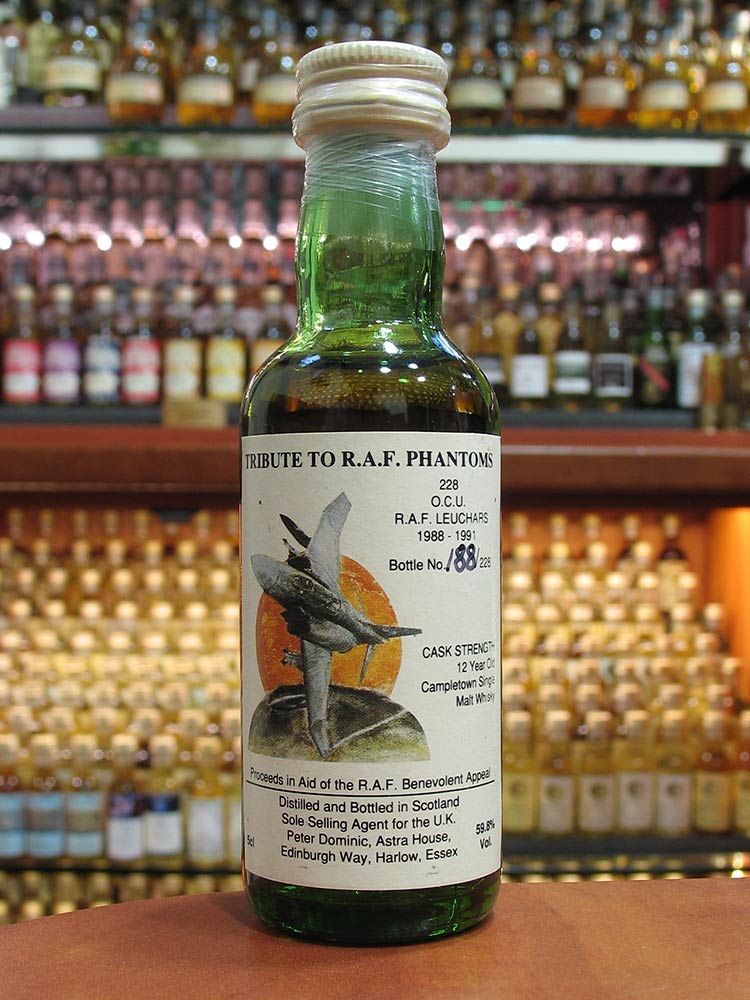 TRIBUTE TO R.A.F. PHANTOMS
228
O.C.U.
R.A.F. LEUCHARS
1988 - 1991
Bottle No. 188/228
CASK STRENGTH
12 Year Old
Campletown Single
Malt Whisky
Proceeds in Aid of the R.A.F. Benevolent Appeal
Distilled and Bottled in Scotland
Sole Selling Agent for the U.K.
Peter Dominic, Astra House,
Edinburgh Way, Harlow, Essex
5cl
59.8%
Vol.